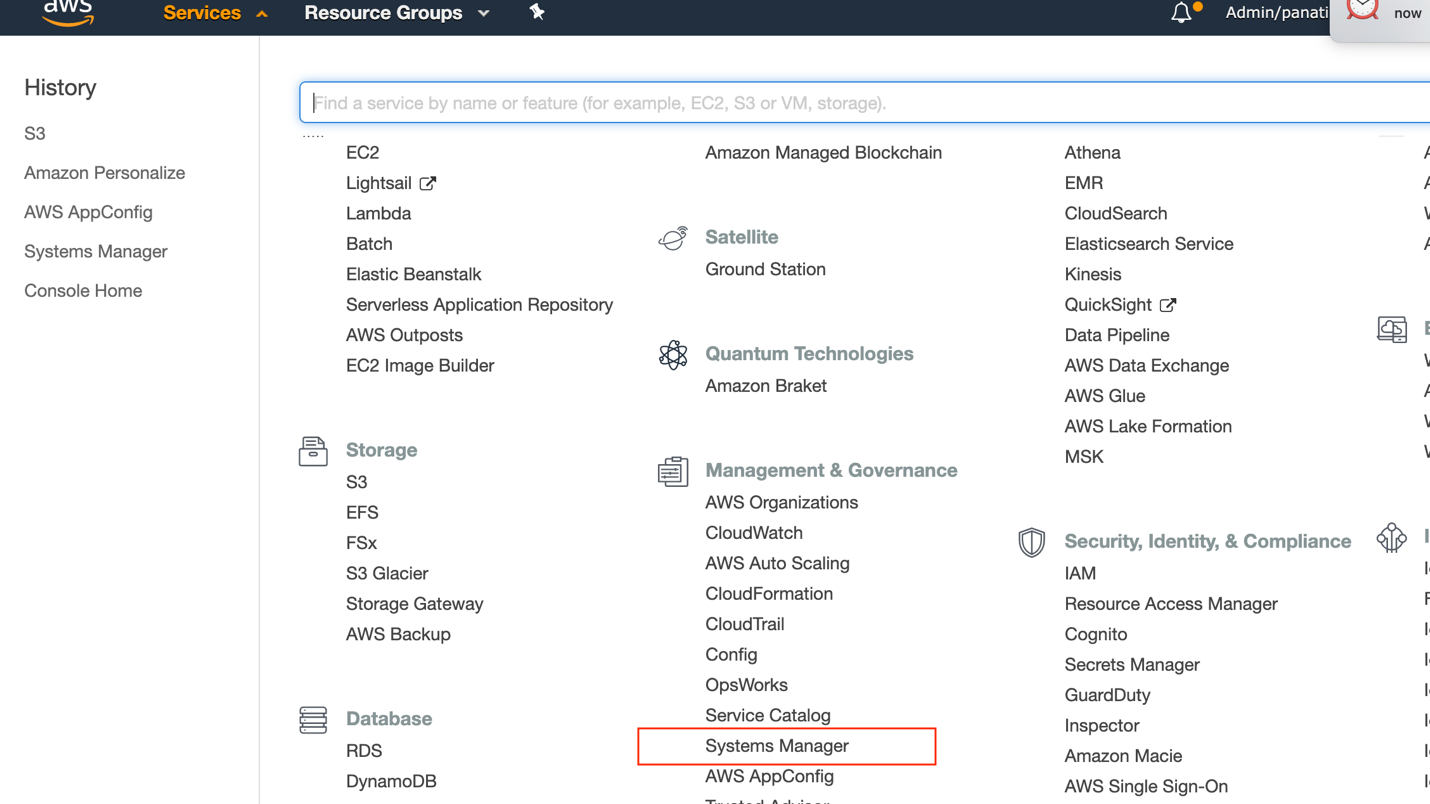 aws
Services
Resource Groups
Admin/panati
now
History
S3
Amazon Personalize
AWS AppConfig
Systems Manager
Console Home
Find a service by name or feature (for example, EC2, S3 or VM, storage).
EC2
Lightsail
Lambda
Batch
Elastic Beanstalk
Serverless Application Repository
AWS Outposts
EC2 Image Builder
Storage
S3
EFS
FSx
S3 Glacier
Storage Gateway
AWS Backup
Database
RDS
DynamoDB
Amazon Managed Blockchain
Satellite
Ground Station
Quantum Technologies
Amazon Braket
Management & Governance
AWS Organizations
CloudWatch
AWS Auto Scaling
CloudFormation
CloudTrail
Config
OpsWorks
Service Catalog
Systems Manager
AWS AppConfig
Trusted Advisor
Athena
EMR
CloudSearch
Elasticsearch Service
Kinesis
QuickSight
Data Pipeline
AWS Data Exchange
AWS Glue
AWS Lake Formation
MSK
Security, Identity, & Compliance
IAM
Resource Access Manager
Cognito
Secrets Manager
GuardDuty
Inspector
Amazon Macie
AWS Single Sign-On